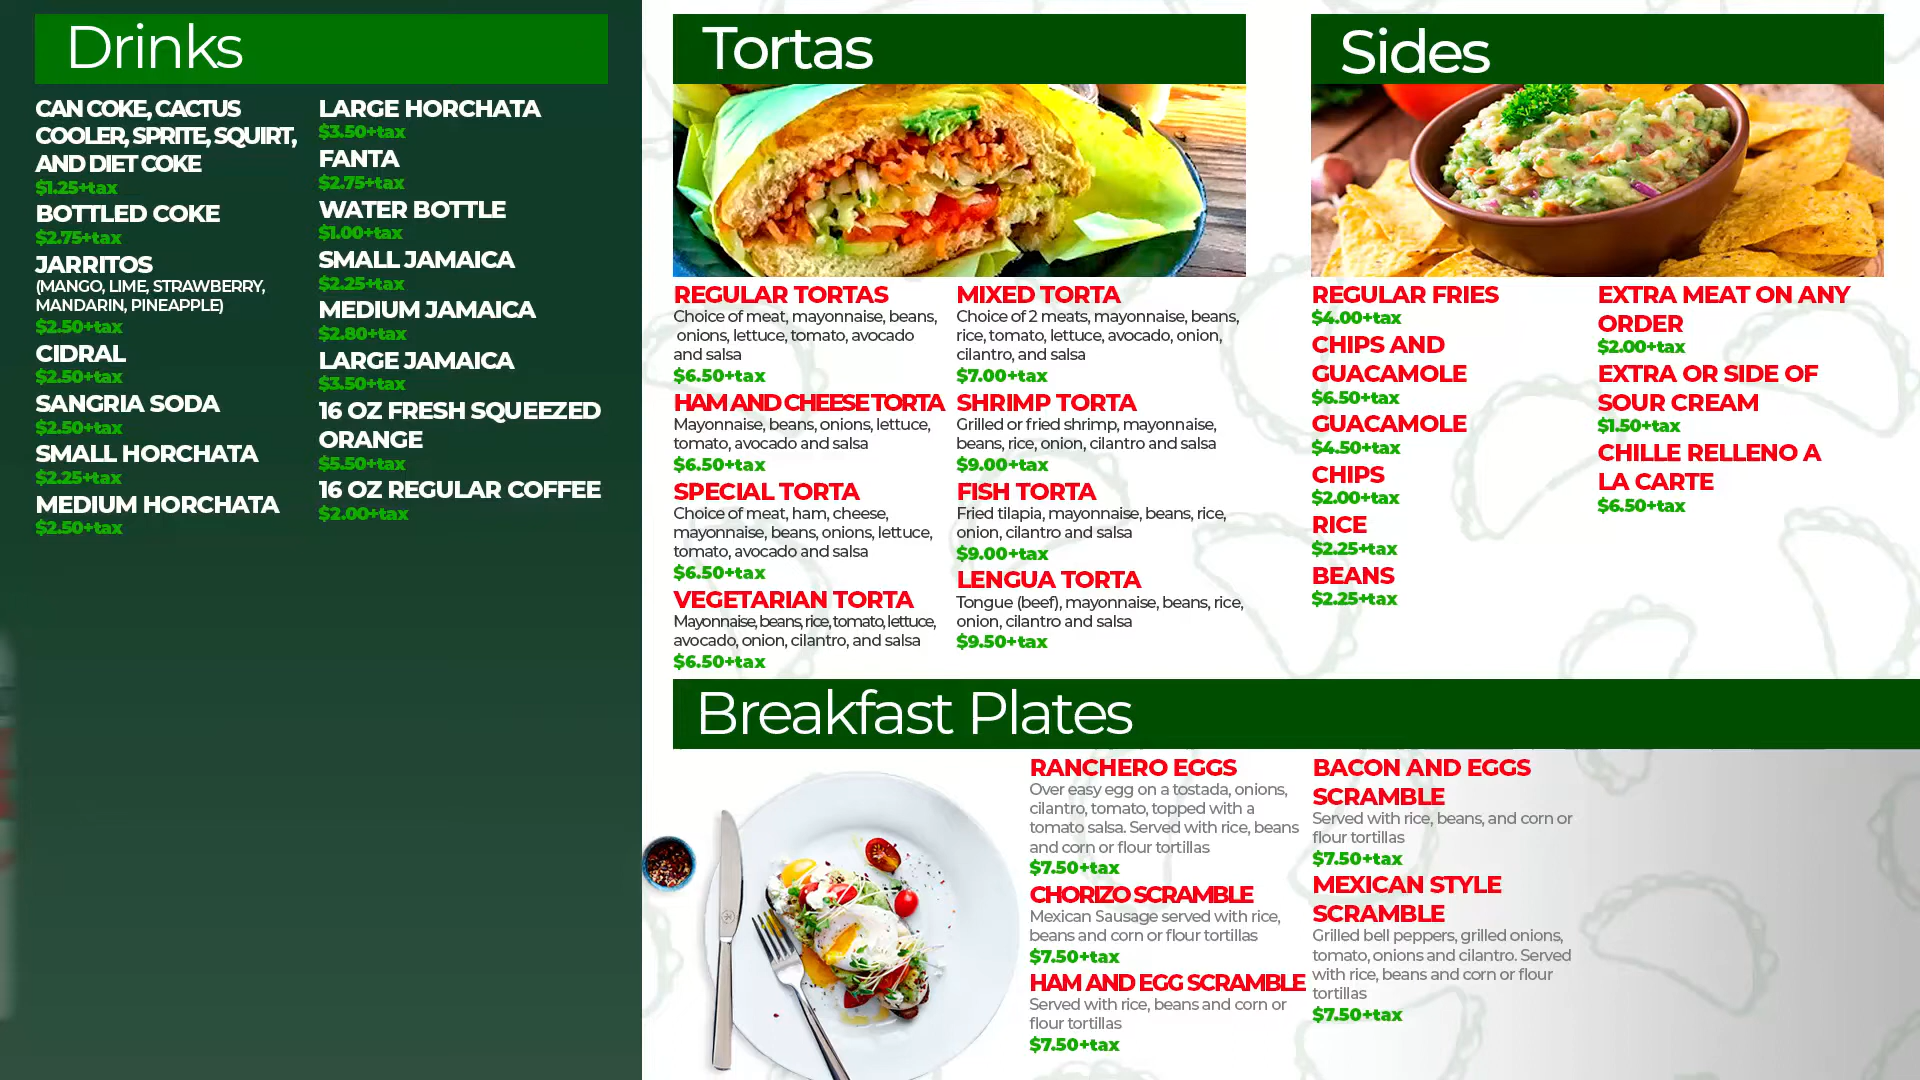 Drinks
CAN COKE, CACTUS
COOLER, SPRITE, SQUIRT,
AND DIET COKE
$1.25+tax
BOTTLED COKE
$2.75+tax
JARRITOS
(MANGO, LIME, STRAWBERRY,
MANDARIN, PINEAPPLE)
$2.50+tax
CIDRAL
$2.50+tax
SANGRIA SODA
$2.50+tax
SMALL HORCHATA
$2.25+tax
MEDIUM HORCHATA
$2.50+tax
LARGE HORCHATA
$3.50+tax
FANTA
$2.75+tax
WATER BOTTLE
$1.00+tax
SMALL JAMAICA
$2.25+tax
MEDIUM JAMAICA
$2.80+tax
LARGE JAMAICA
$3.50+tax
16 OZ FRESH SQUEEZED
ORANGE
$5.50+tax
16 OZ REGULAR COFFEE
$2.00+tax
Tortas
REGULAR TORTAS
Choice of meat, mayonnaise, beans,
onions, lettuce, tomato, avocado
and salsa
$6.50+tax
HAM AND CHEESE TORTA
Mayonnaise, beans, onions, lettuce,
tomato, avocado and salsa
$6.50+tax
SPECIAL TORTA
Choice of meat, ham, cheese,
mayonnaise, beans, onions, lettuce,
tomato, avocado and salsa
$6.50+tax
VEGETARIAN TORTA
Mayonnaise, beans, rice, tomato, lettuce,
avocado, onion, cilantro, and salsa
$6.50+tax
MIXED TORTA
Choice of 2 meats, mayonnaise, beans,
rice, tomato, lettuce, avocado, onion,
cilantro, and salsa
$7.00+tax
SHRIMP TORTA
Grilled or fried shrimp, mayonnaise,
beans, rice, onion, cilantro and salsa
$9.00+tax
FISH TORTA
Fried tilapia, mayonnaise, beans, rice,
onion, cilantro and salsa
$9.00+tax
LENGUA TORTA
Tongue (beef), mayonnaise, beans, rice,
onion, cilantro and salsa
$9.50+tax
Sides
REGULAR FRIES
$4.00+tax
CHIPS AND
GUACAMOLE
$6.50+tax
GUACAMOLE
$4.50+tax
CHIPS
$2.00+tax
RICE
$2.25+tax
BEANS
$2.25+tax
EXTRA MEAT ON ANY
ORDER
$2.00+tax
EXTRA OR SIDE OF
SOUR CREAM
$1.50+tax
CHILLE RELLENO A
LA CARTE
$6.50+tax
Breakfast Plates
RANCHERO EGGS
Over easy egg on a tostada, onions,
cilantro, tomato, topped with a
tomato salsa. Served with rice, beans
and corn or flour tortillas
$7.50+tax
CHORIZO SCRAMBLE
Mexican Sausage served with rice,
beans and corn or flour tortillas
$7.50+tax
HAM AND EGG SCRAMBLE
Served with rice, beans and corn or
flour tortillas
$7.50+tax
BACON AND EGGS
SCRAMBLE
Served with rice, beans, and corn or
flour tortillas
$7.50+tax
MEXICAN STYLE
SCRAMBLE
Grilled bell peppers, grilled onions,
tomato, onions and cilantro. Served
with rice, beans and corn or flour
tortillas
$7.50+tax